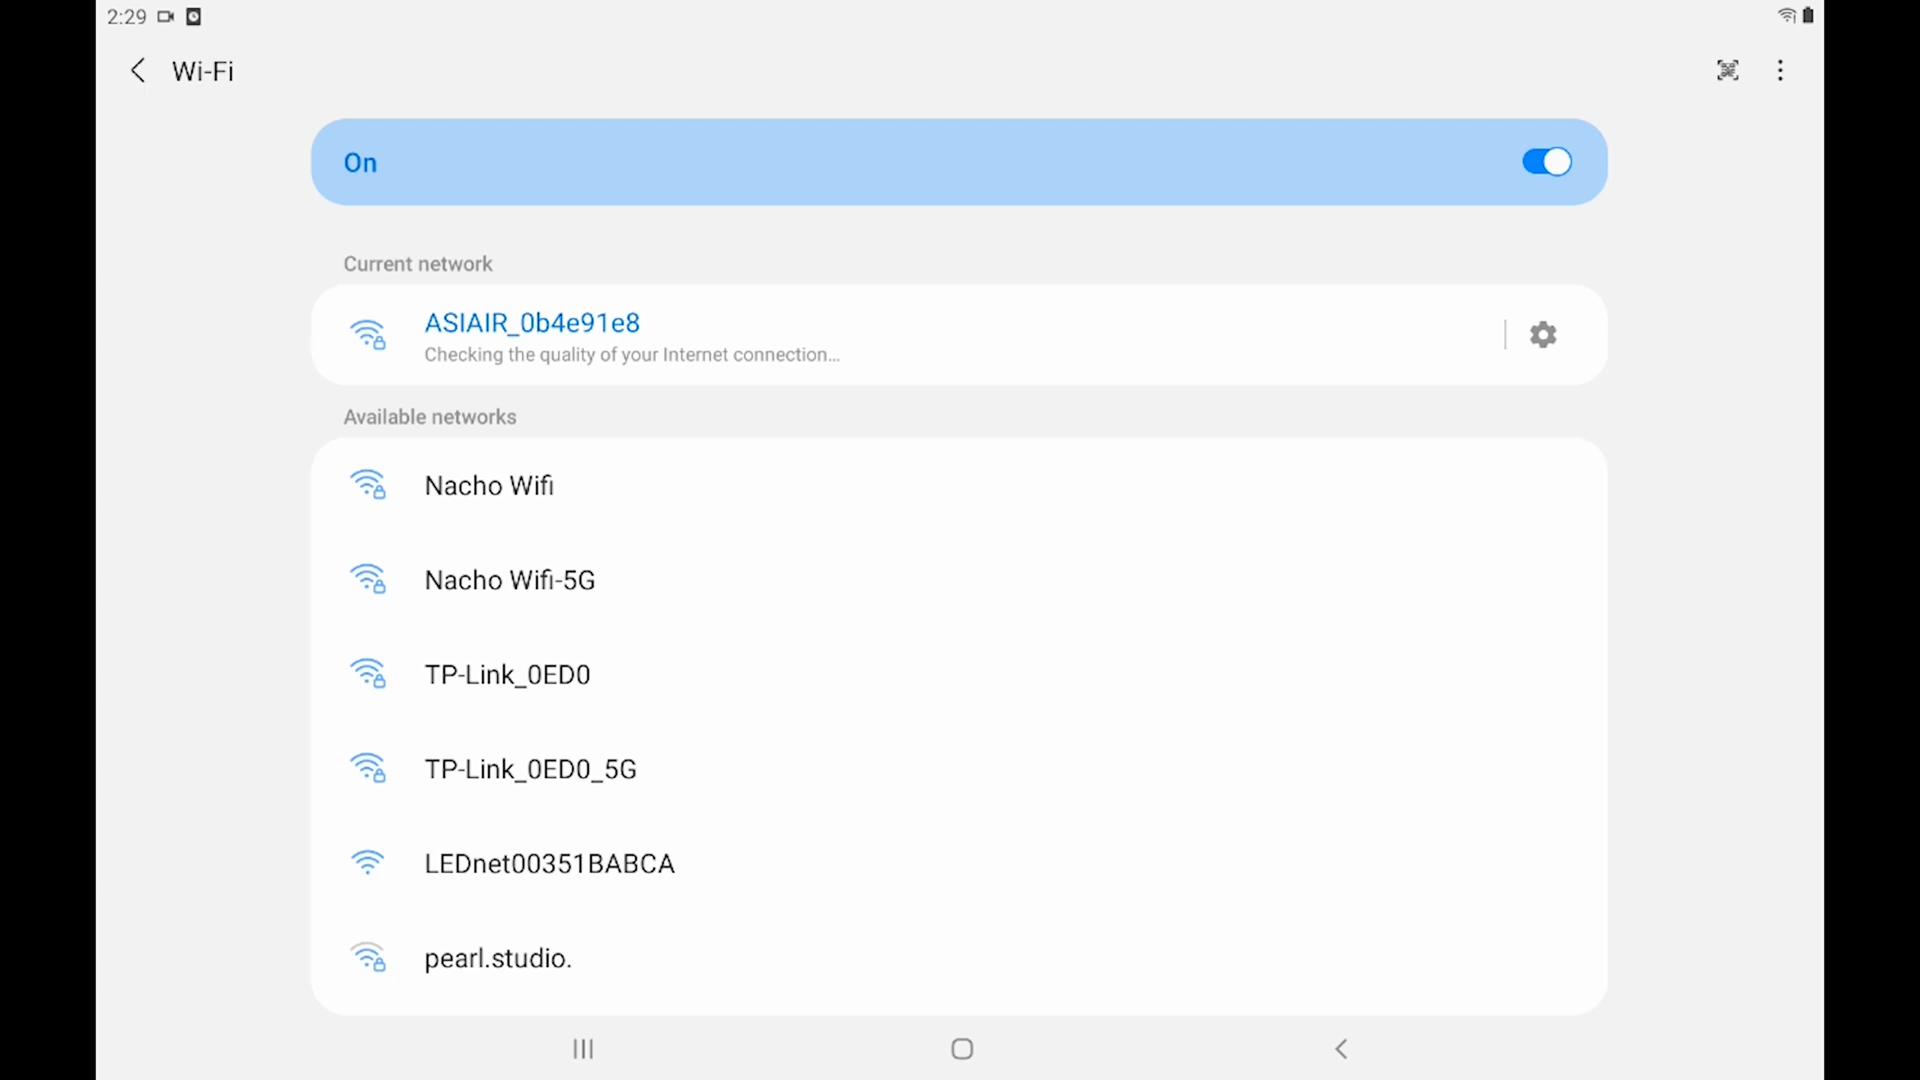 2:29
Wi-Fi
On
Current network
ASIAIR_0b4e91e8
Checking the quality of your Internet connection...
Available networks
Nacho Wifi
Nacho Wifi-5G
TP-Link_0ED0
TP-Link_0ED0_5G
LEDnet00351BABCA
pearl.studio.